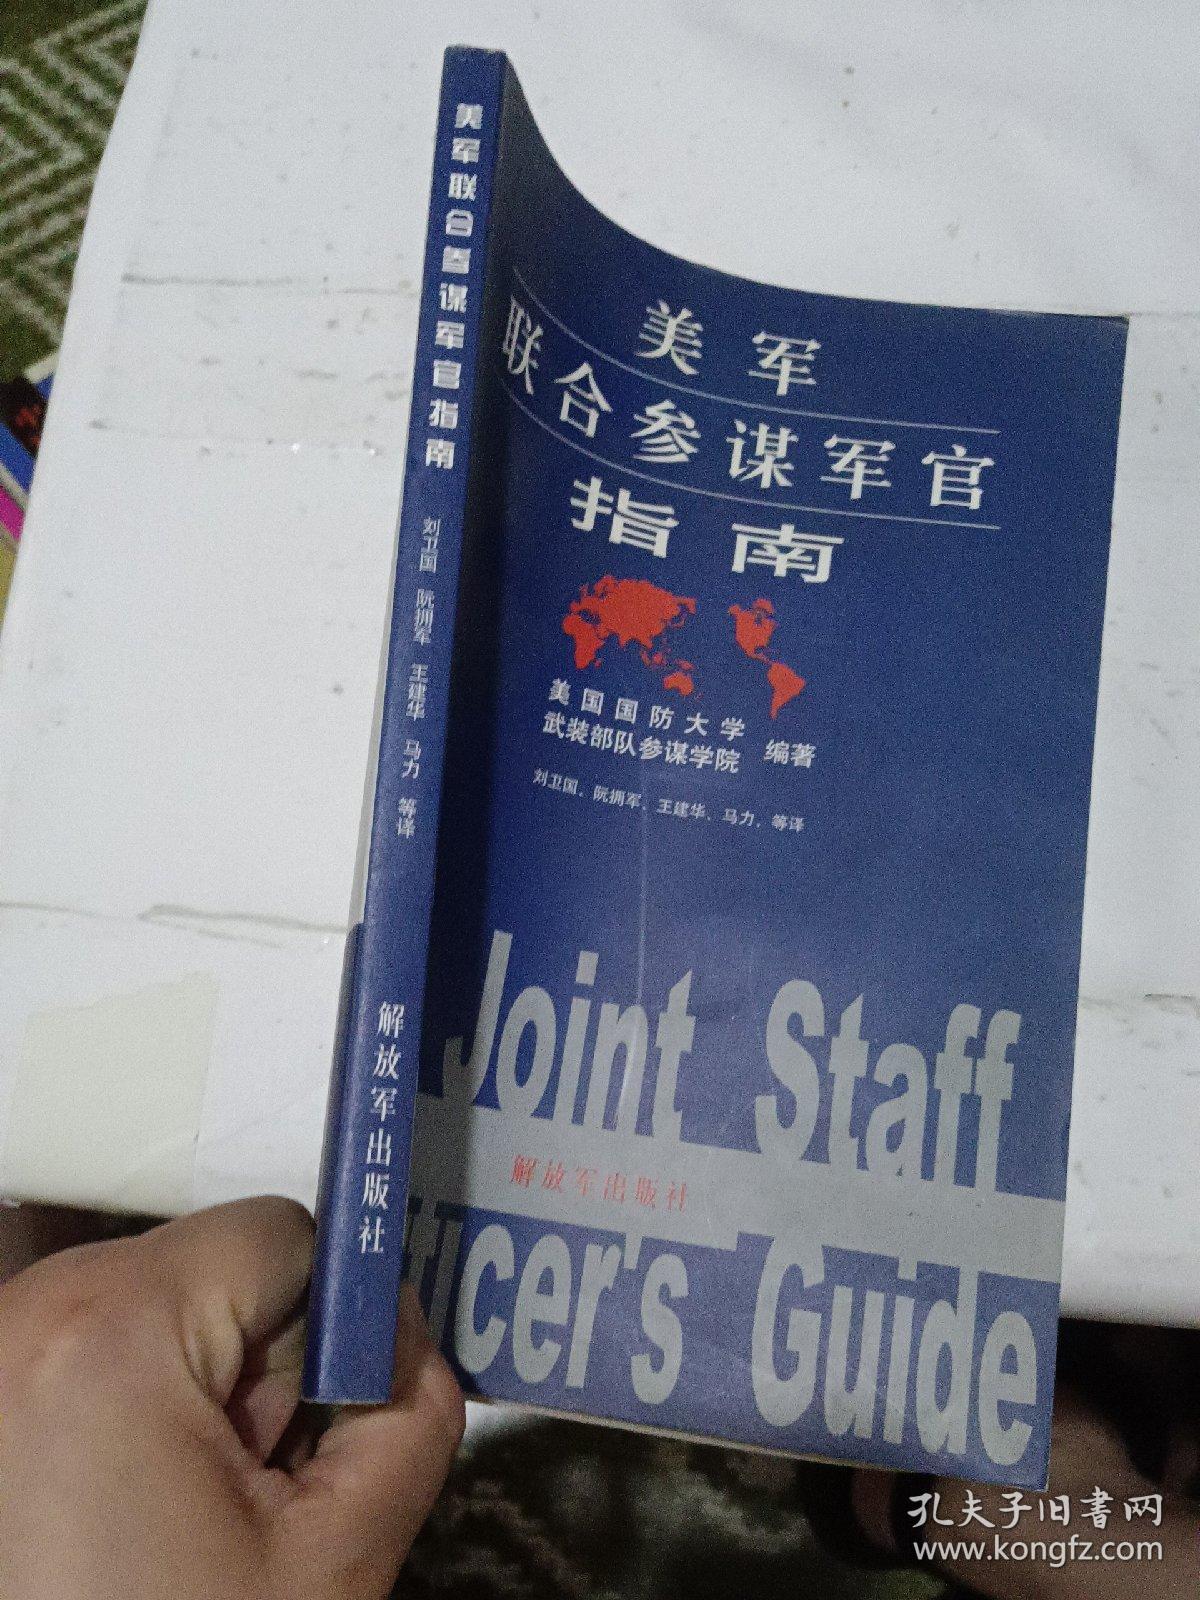 美军联合参谋军官指南
刘卫国 阮拥军 王建华 马力 等译
解放军出版社
美军
联合参谋军官
指南
美国国防大学
武装部队参谋学院 编著
刘卫国、阮拥军、王建华、马力、等译
Joint Staff
解放军出版社
ficer's Guide
孔夫子旧书网
www.kongfz.com